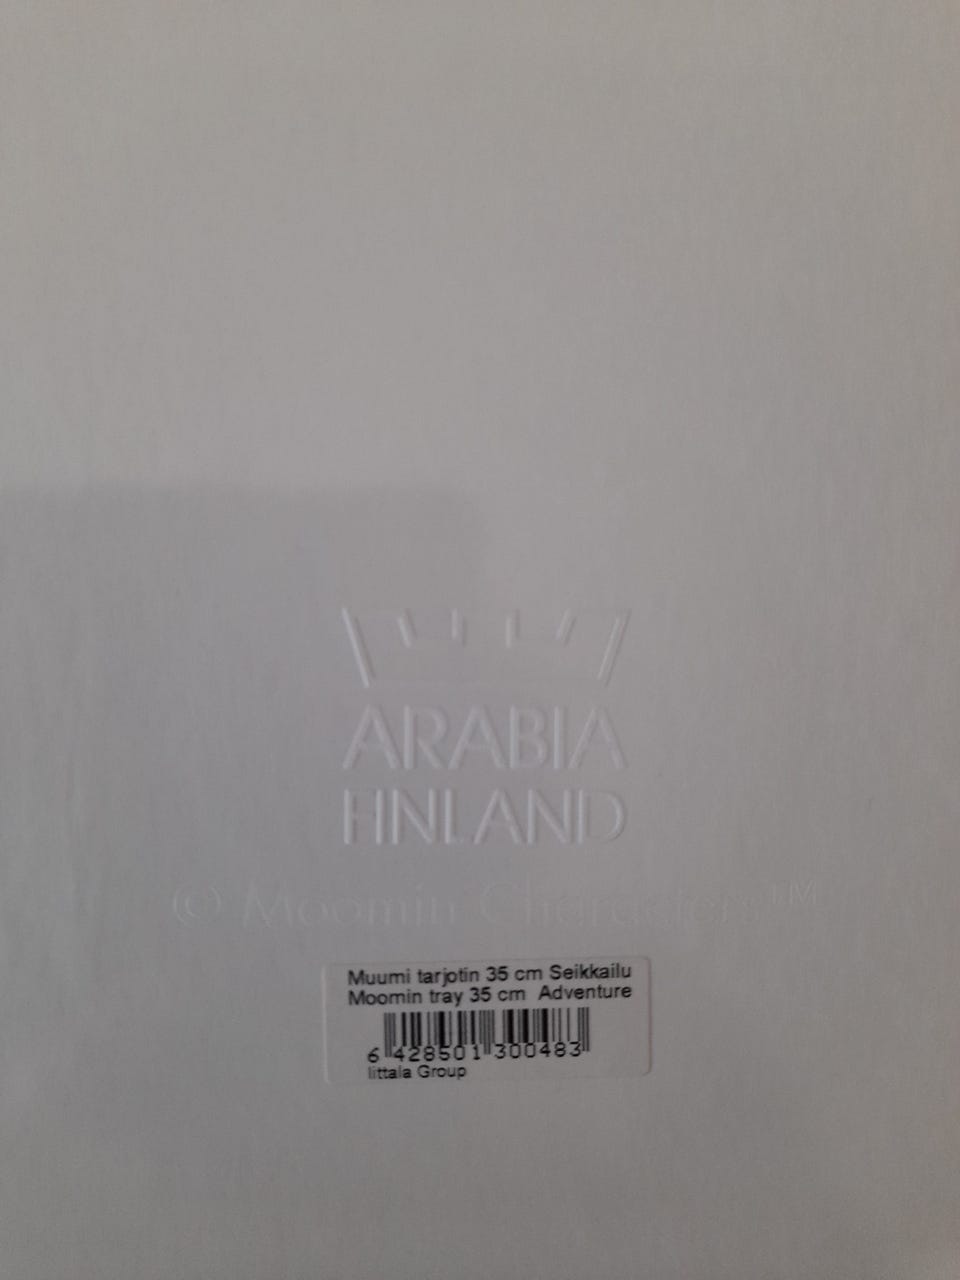 ARABIA
FINLAND
© Moomin Characters™
Muumi tarjotin 35 cm Seikkailu
Moomin tray 35 cm Adventure
6 428501 300483
Iittala Group